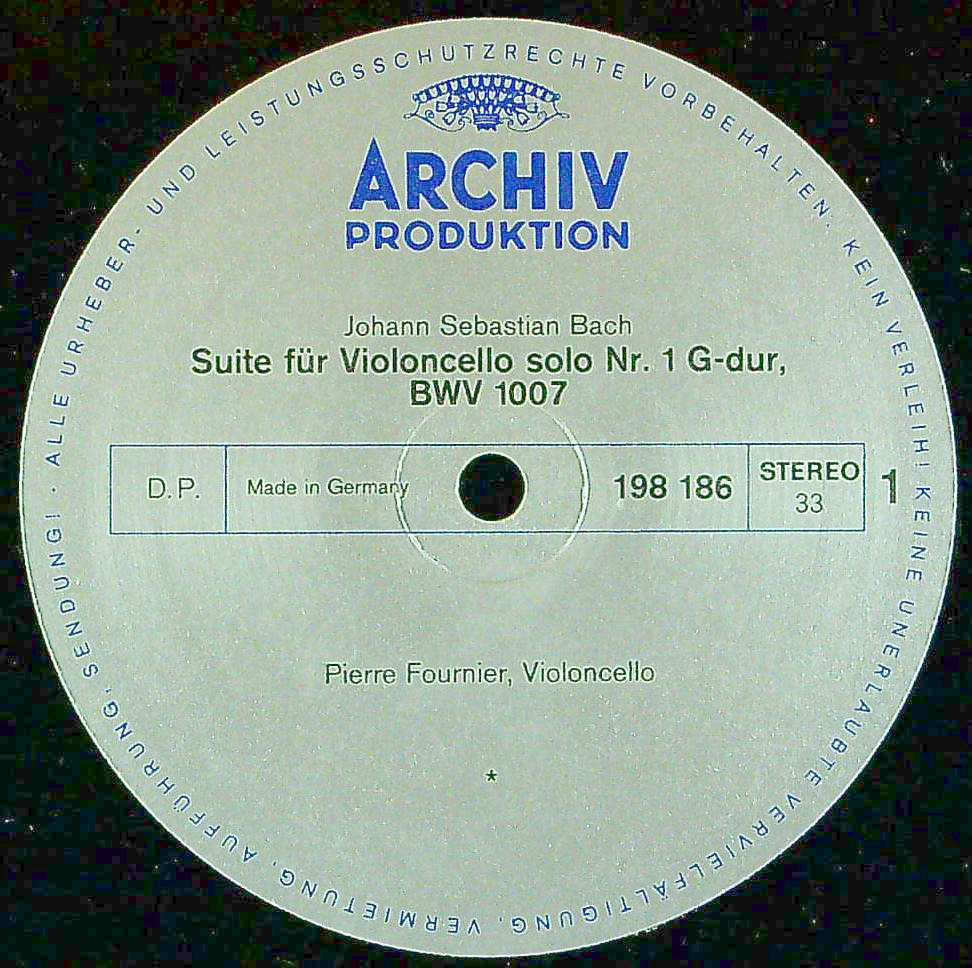 ALLE URHEBER- UND LEISTUNGSSCHUTZRECHTE VORBEHALTEN. KEIN VERLEIH! KEINE UNERLAUBTE VERVIELFÄLTIGUNG, VERMIETUNG, AUFFÜHRUNG, SENDUNG! ·
ARCHIV
PRODUKTION
Johann Sebastian Bach
Suite für Violoncello solo Nr. 1 G-dur,
BWV 1007
D.P. Made in Germany 198 186 STEREO 1
33
Pierre Fournier, Violoncello
*